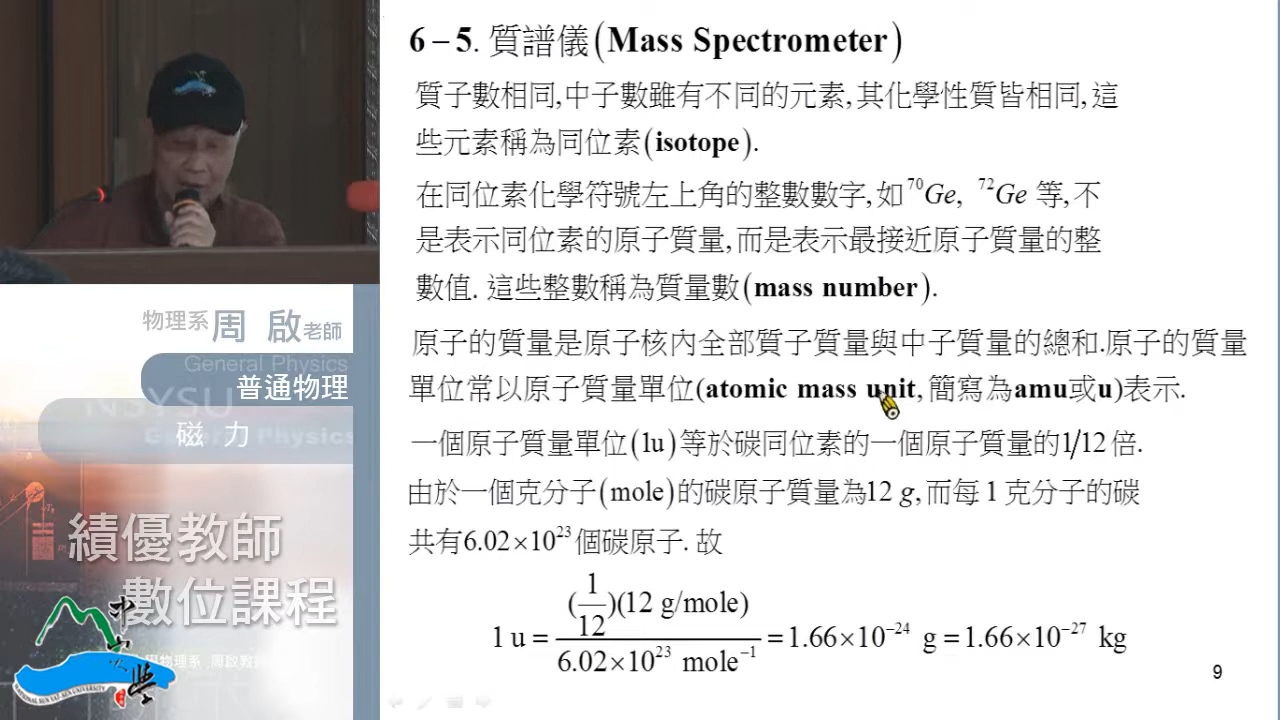 6－5. 質譜儀(Mass Spectrometer)
質子數相同,中子數雖有不同的元素,其化學性質皆相同,這
些元素稱為同位素(isotope).
在同位素化學符號左上角的整數數字,如⁷⁰Ge, ⁷²Ge 等,不
是表示同位素的原子質量,而是表示最接近原子質量的整
數值. 這些整數稱為質量數(mass number).
原子的質量是原子核內全部質子質量與中子質量的總和.原子的質量
單位常以原子質量單位(atomic mass unit,簡寫為amu或u)表示.
一個原子質量單位(1u)等於碳同位素的一個原子質量的1/12倍.
由於一個克分子(mole)的碳原子質量為12 g,而每 1 克分子的碳
共有6.02×10²³個碳原子. 故
1 u = (1/12)(12 g/mole) / 6.02×10²³ mole⁻¹ = 1.66×10⁻²⁴ g = 1.66×10⁻²⁷ kg
9
物理系 周 啟 老師
General Physics
普通物理
NSYSU
磁 力
General Physics
績優教師
數位課程
NATIONAL SUN YAT-SEN UNIVERSITY